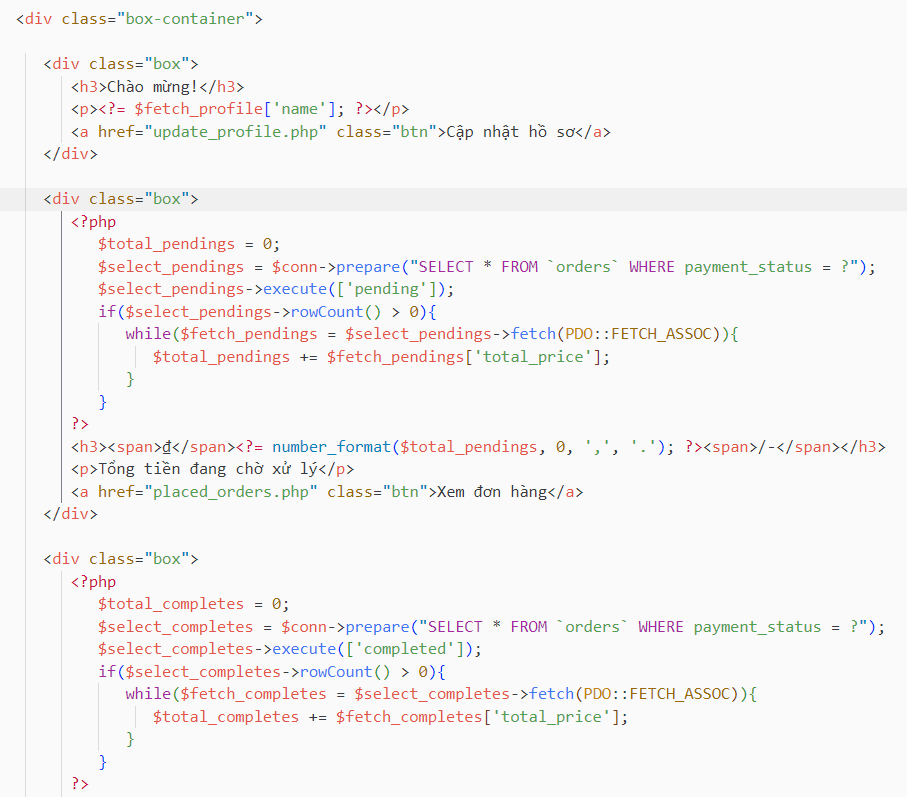 <div class="box-container">
<div class="box">
<h3>Chào mừng!</h3>
<p><?= $fetch_profile['name']; ?></p>
<a href="update_profile.php" class="btn">Cập nhật hồ sơ</a>
</div>
<div class="box">
<?php
$total_pendings = 0;
$select_pendings = $conn->prepare("SELECT * FROM `orders` WHERE payment_status = ?");
$select_pendings->execute(['pending']);
if($select_pendings->rowCount() > 0){
while($fetch_pendings = $select_pendings->fetch(PDO::FETCH_ASSOC)){
$total_pendings += $fetch_pendings['total_price'];
}
}
?>
<h3><span>₫</span><?= number_format($total_pendings, 0, ',', '.'); ?><span>/-</span></h3>
<p>Tổng tiền đang chờ xử lý</p>
<a href="placed_orders.php" class="btn">Xem đơn hàng</a>
</div>
<div class="box">
<?php
$total_completes = 0;
$select_completes = $conn->prepare("SELECT * FROM `orders` WHERE payment_status = ?");
$select_completes->execute(['completed']);
if($select_completes->rowCount() > 0){
while($fetch_completes = $select_completes->fetch(PDO::FETCH_ASSOC)){
$total_completes += $fetch_completes['total_price'];
}
}
?>